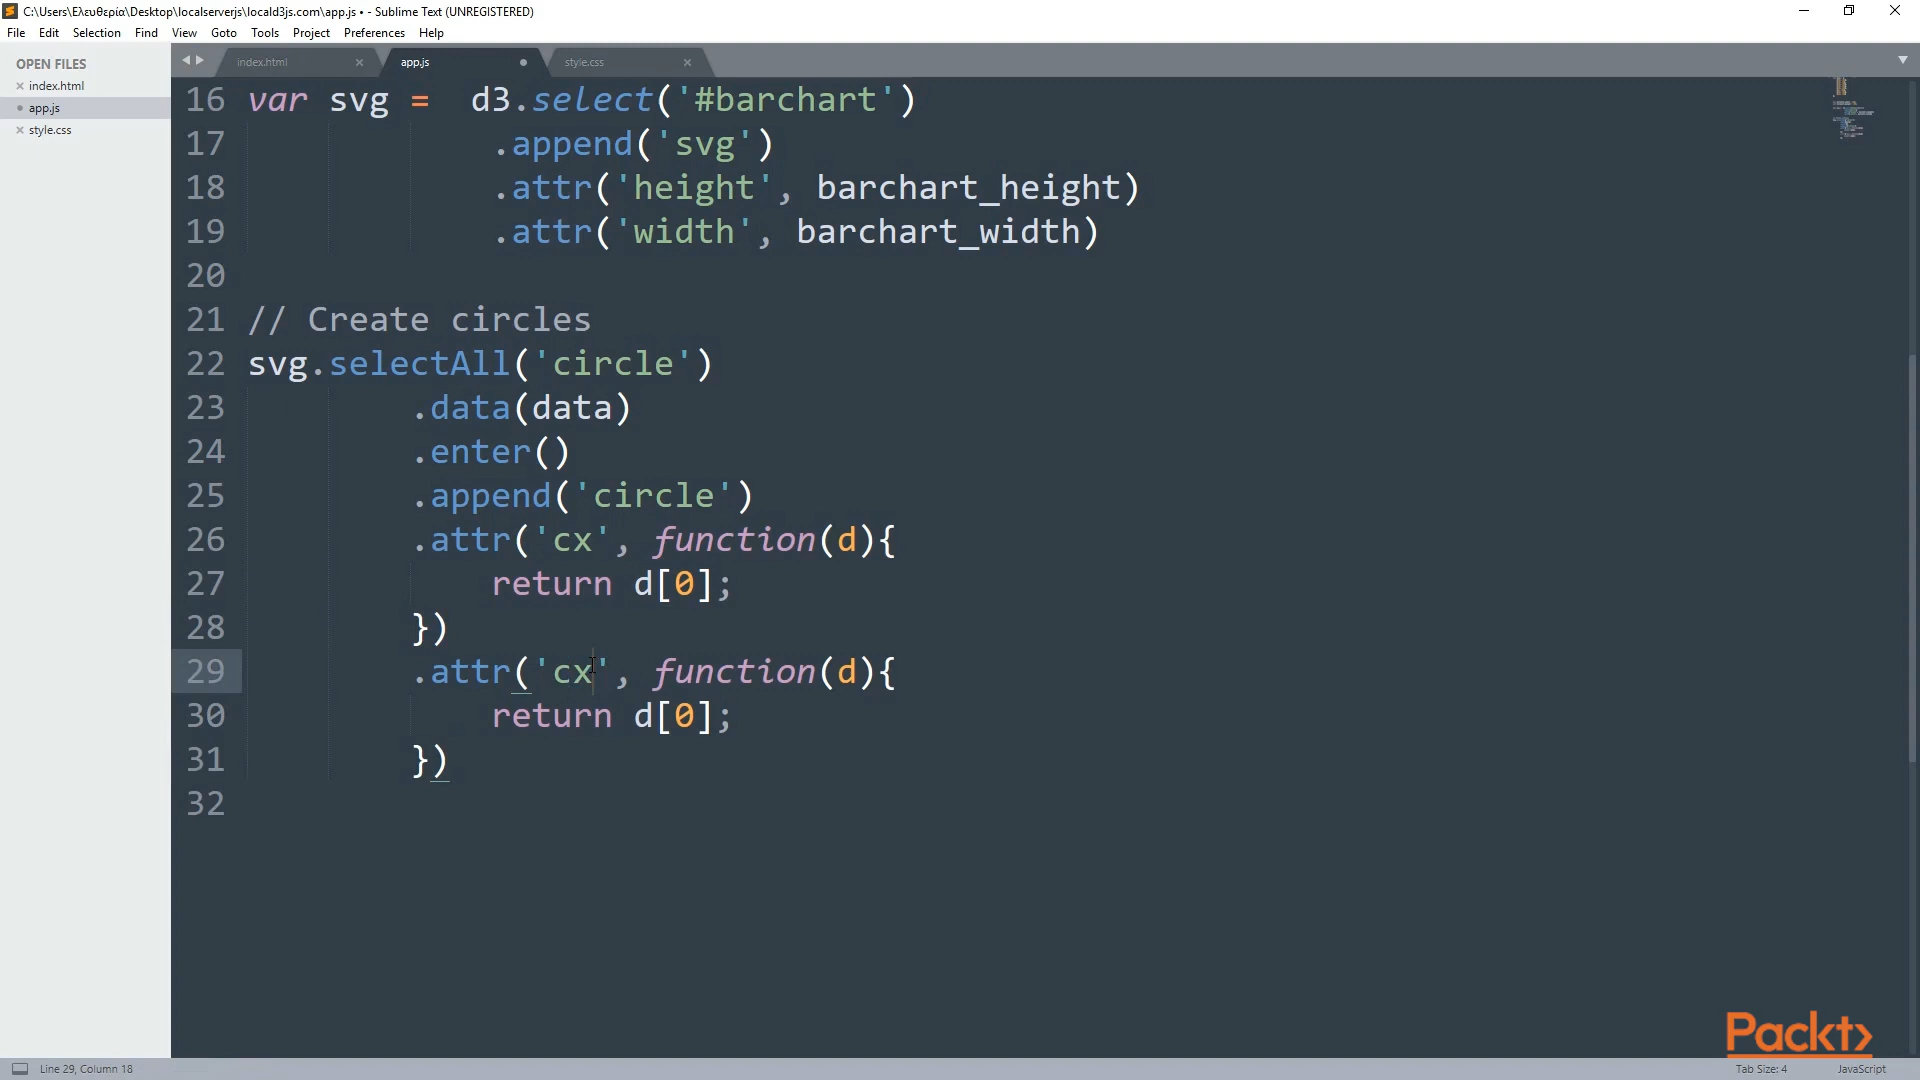 C:\Users\Ελευθερία\Desktop\localserverjs\locald3js.com\app.js • - Sublime Text (UNREGISTERED)
File Edit Selection Find View Goto Tools Project Preferences Help
OPEN FILES
index.html
app.js
style.css
index.html app.js style.css
16 var svg =  d3.select('#barchart')
17 .append('svg')
18 .attr('height', barchart_height)
19 .attr('width', barchart_width)
20
21 // Create circles
22 svg.selectAll('circle')
23 .data(data)
24 .enter()
25 .append('circle')
26 .attr('cx', function(d){
27 return d[0];
28 })
29 .attr('cx', function(d){
30 return d[0];
31 })
32
Packt>
Line 29, Column 18 Tab Size: 4 JavaScript